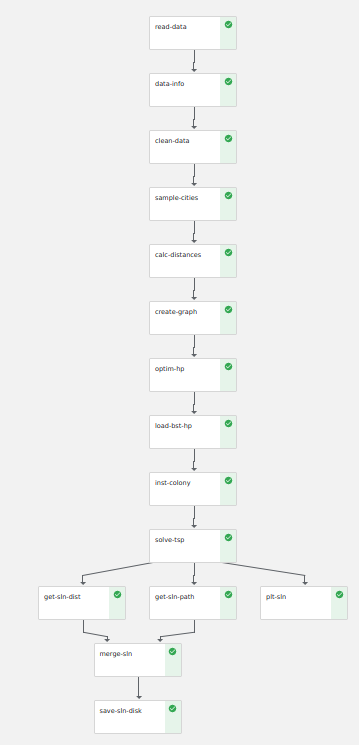 read-data
data-info
clean-data
sample-cities
calc-distances
create-graph
optim-hp
load-bst-hp
inst-colony
solve-tsp
get-sln-dist
get-sln-path
plt-sln
merge-sln
save-sln-disk